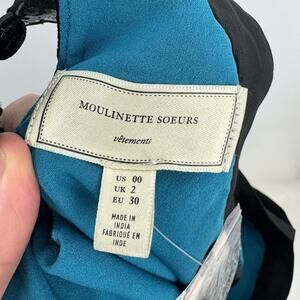 MOULINETTE SOEURS
vêtements
US 00
UK 2
EU 30
MADE IN
INDIA
FABRIQUÉ EN
INDE